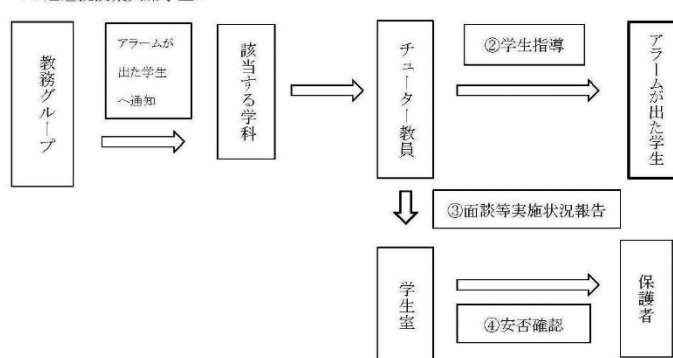 教務グループ
アラームが
出た学生
へ通知
該当する学科
チューター教員
②学生指導
アラームが出た学生
③面談等実施状況報告
学生室
④安否確認
保護者